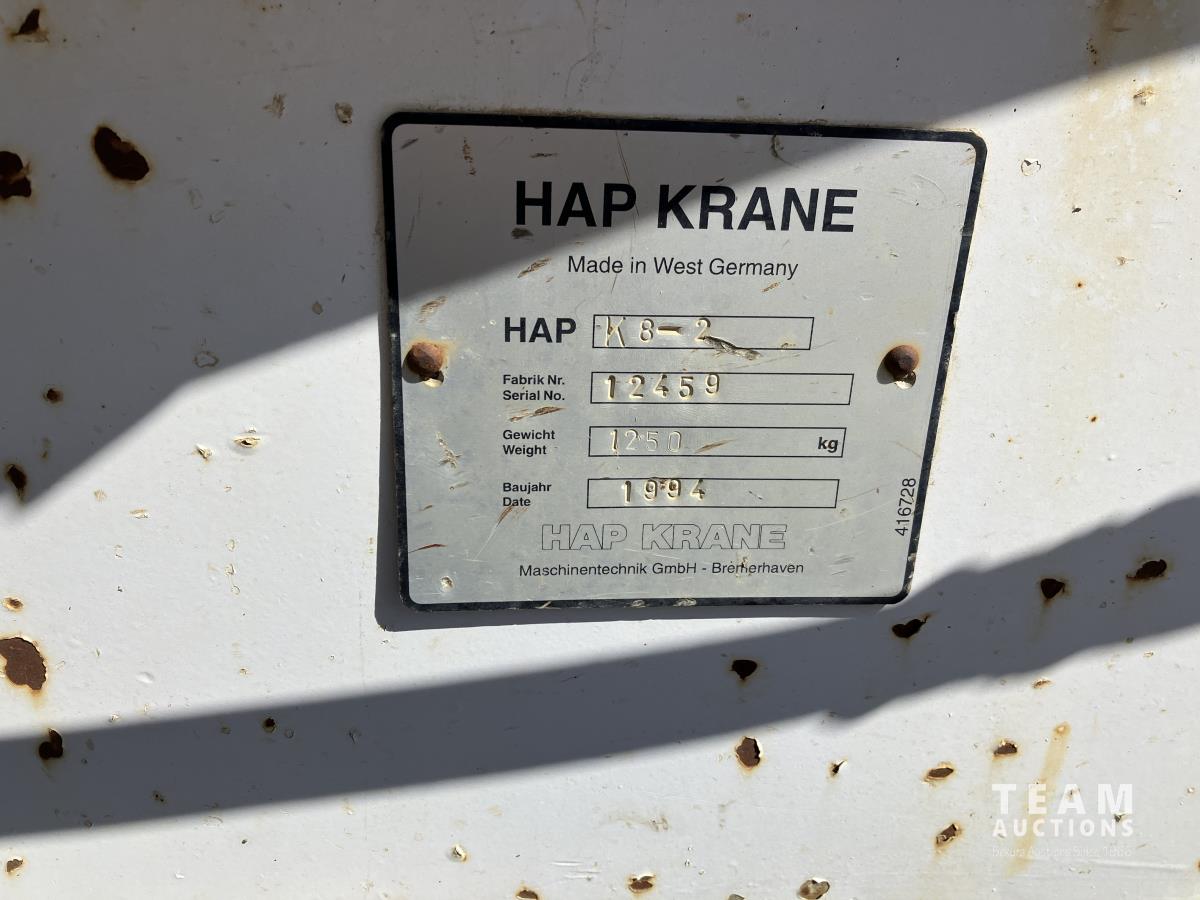 HAP KRANE
Made in West Germany
HAP K 8-2
Fabrik Nr.
Serial No. 12459
Gewicht
Weight 1250 kg
Baujahr
Date 1994
416728
HAP KRANE
Maschinentechnik GmbH - Bremerhaven
TEAM
AUCTIONS